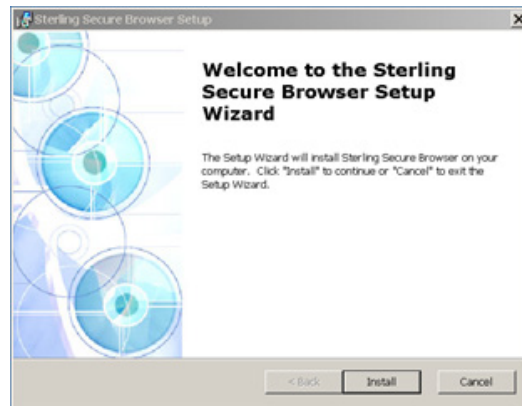 Sterling Secure Browser Setup
Welcome to the Sterling
Secure Browser Setup
Wizard
The Setup Wizard will install Sterling Secure Browser on your
computer. Click "Install" to continue or "Cancel" to exit the
Setup Wizard.
< Back Install Cancel